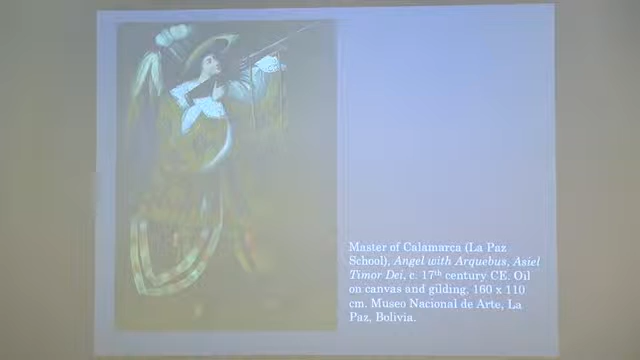 Master of Calamarca (La Paz
School), Angel with Arquebus, Asiel
Timor Dei, c. 17th century CE. Oil
on canvas and gilding. 160 x 110
cm. Museo Nacional de Arte, La
Paz, Bolivia.